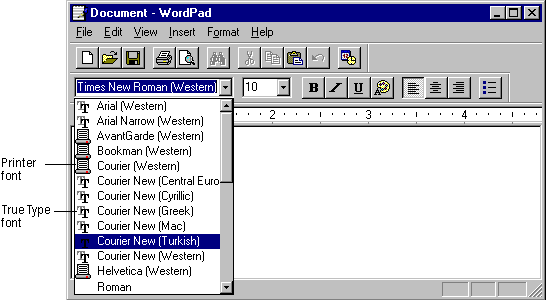 Document - WordPad
File Edit View Insert Format Help
Times New Roman (Western) 10 B I U
Arial (Western)
Arial Narrow (Western)
2 3 4
AvantGarde (Western)
Bookman (Western)
Printer font
Courier (Western)
Courier New (Central Euro
Courier New (Cyrillic)
True Type font
Courier New (Greek)
Courier New (Mac)
Courier New (Turkish)
Courier New (Western)
Helvetica (Western)
Roman